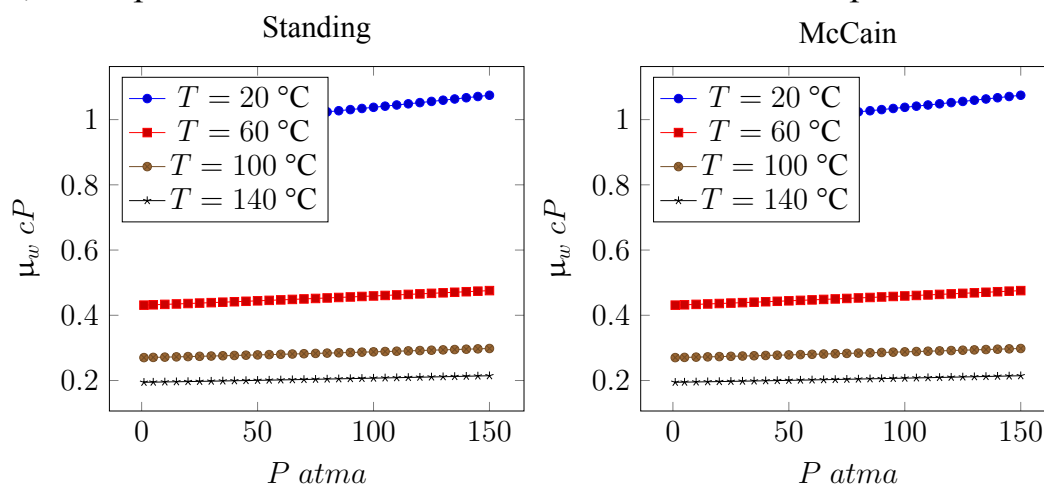 Standing
McCain
T = 20 °C
T = 60 °C
T = 100 °C
T = 140 °C
1
0.8
0.6
0.4
0.2
0
50
100
150
μw cP
P atma
T = 20 °C
T = 60 °C
T = 100 °C
T = 140 °C
1
0.8
0.6
0.4
0.2
0
50
100
150
μw cP
P atma